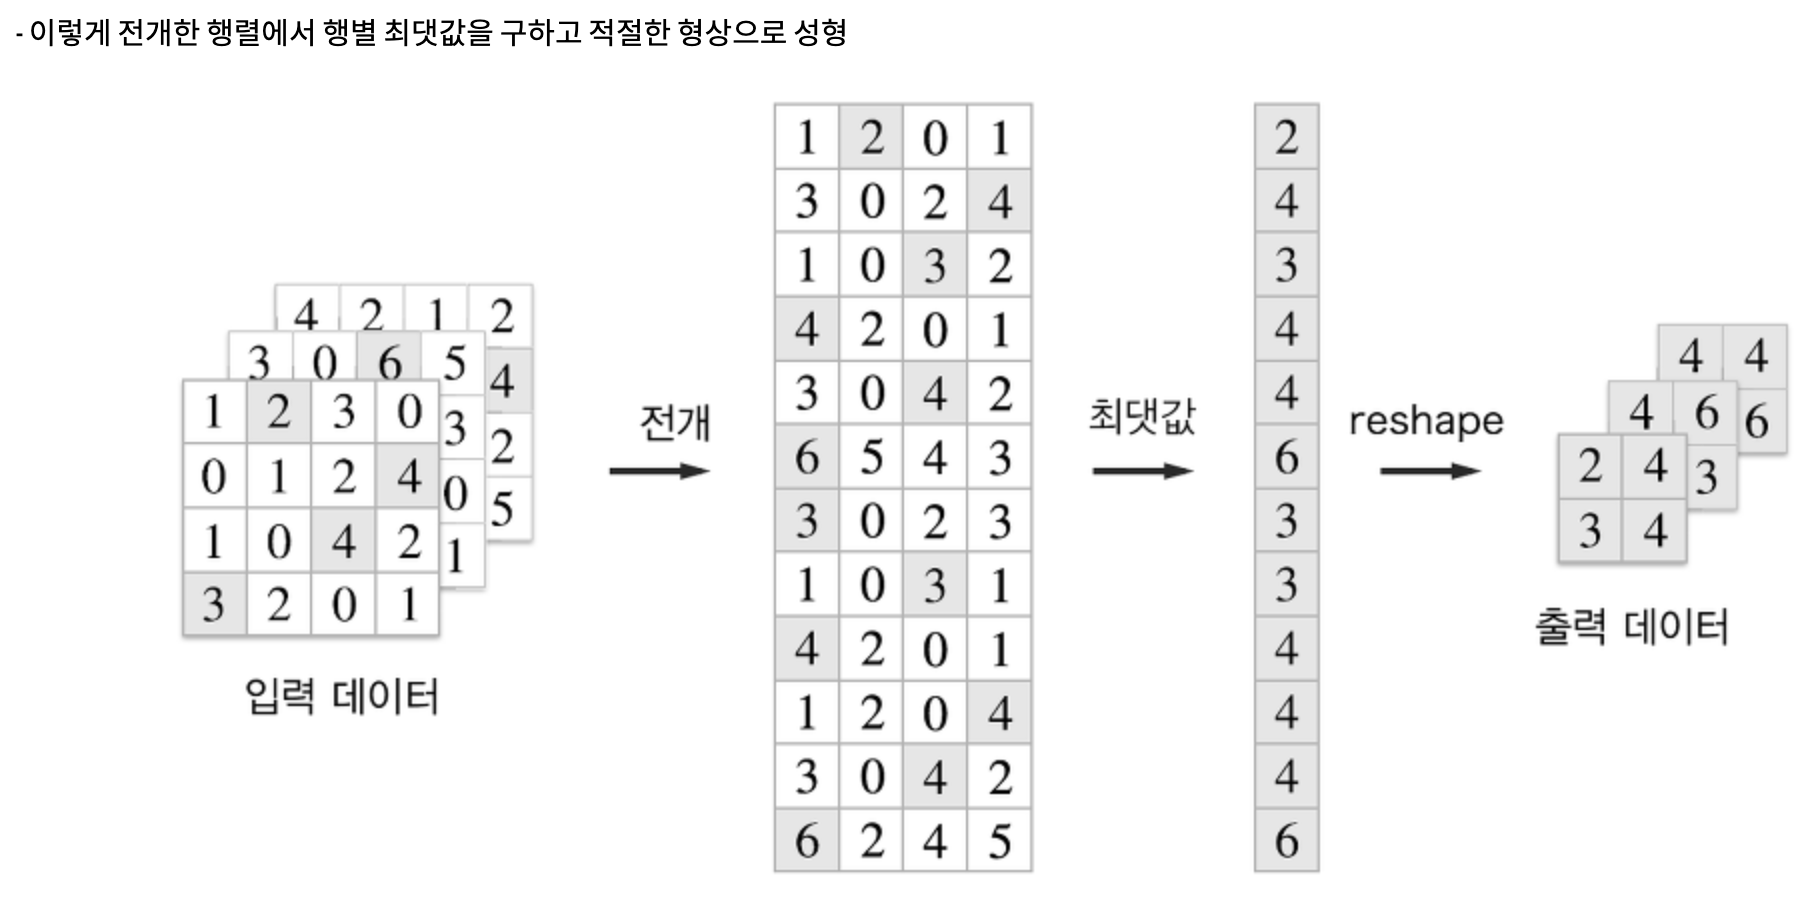 - 이렇게 전개한 행렬에서 행별 최댓값을 구하고 적절한 형상으로 성형
4 2 1 2
3 0 6 5 4
1 2 3 0 3 2
0 1 2 4 0 5
1 0 4 2 1
3 2 0 1
입력 데이터
전개
1 2 0 1
3 0 2 4
1 0 3 2
4 2 0 1
3 0 4 2
6 5 4 3
3 0 2 3
1 0 3 1
4 2 0 1
1 2 0 4
3 0 4 2
6 2 4 5
최댓값
2
4
3
4
4
6
3
3
4
4
4
6
reshape
4 4
4 6 6
2 4 3
3 4
출력 데이터